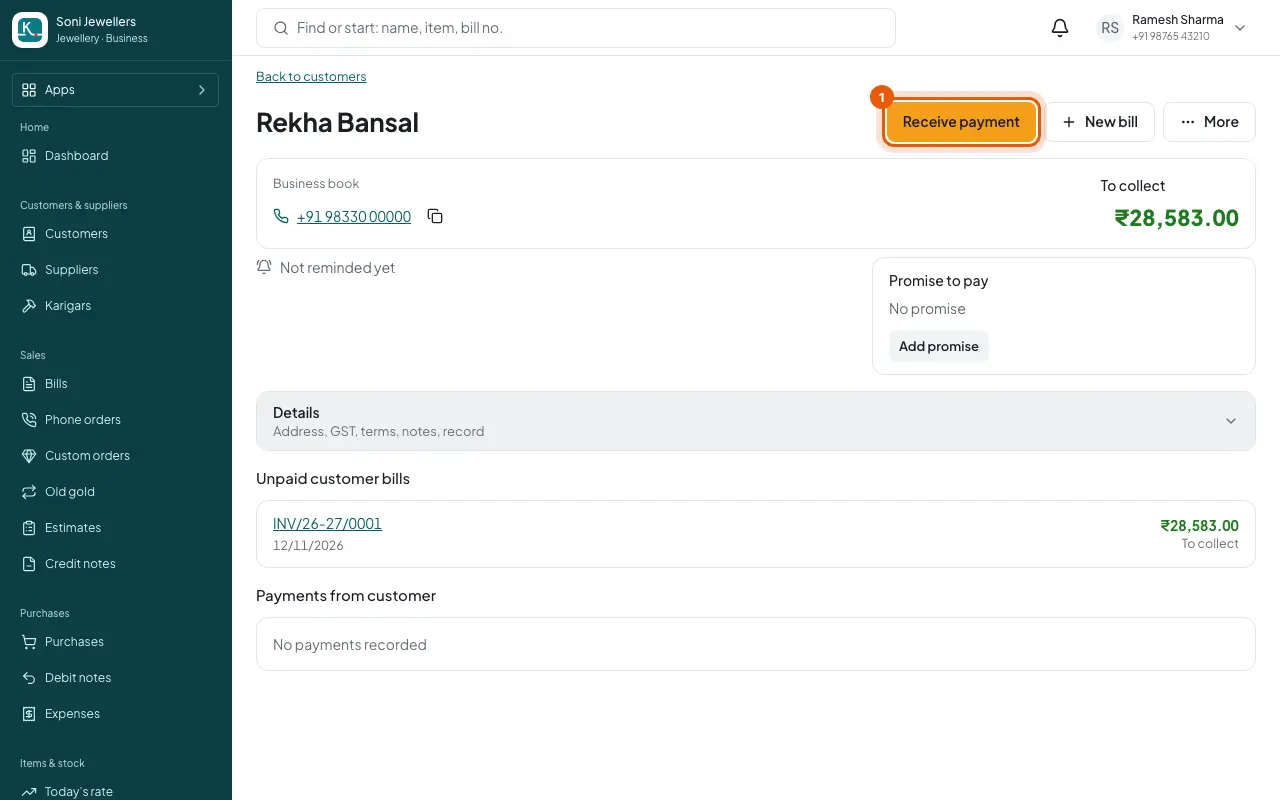 Soni Jewellers
Jewellery · Business
Apps
Home
Dashboard
Customers & suppliers
Customers
Suppliers
Karigars
Sales
Bills
Phone orders
Custom orders
Old gold
Estimates
Credit notes
Purchases
Purchases
Debit notes
Expenses
Items & stock
Today's rate
Find or start: name, item, bill no.
RS
Ramesh Sharma
+91 98765 43210
Back to customers
Rekha Bansal
1
Receive payment
New bill
More
Business book
+91 98330 00000
To collect
₹28,583.00
Not reminded yet
Promise to pay
No promise
Add promise
Details
Address, GST, terms, notes, record
Unpaid customer bills
INV/26-27/0001
12/11/2026
₹28,583.00
To collect
Payments from customer
No payments recorded